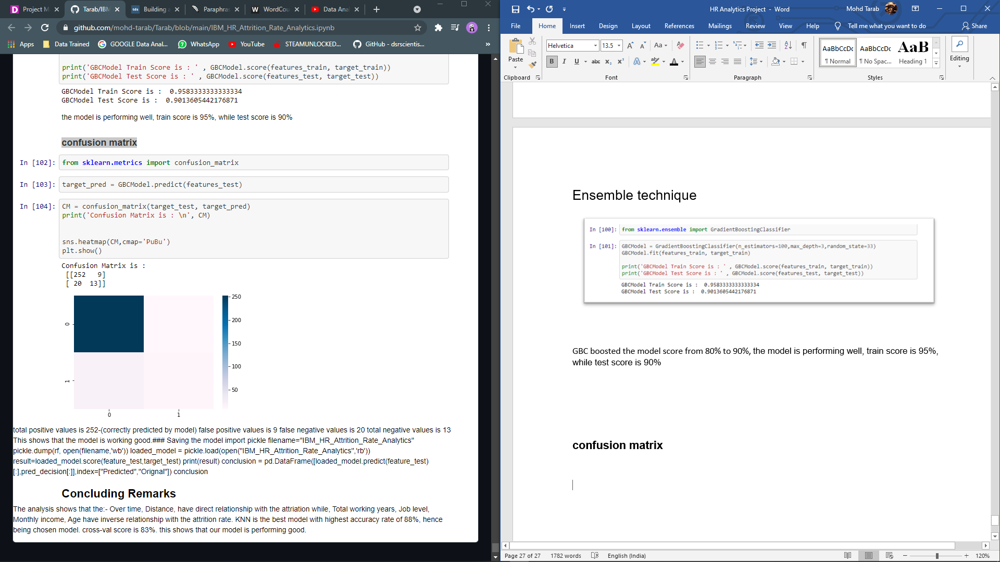 Project M
Tarab/IBM
Building a
Paraphras
WordCou
Data Anal
github.com/mohd-tarab/Tarab/blob/main/IBM_HR_Attrition_Rate_Analytics.ipynb
Apps
Data Trained
GOOGLE Data Anal...
WhatsApp
YouTube
STEAMUNLOCKED...
GitHub - dsrscientis...
»
print('GBCModel Train Score is : ' , GBCModel.score(features_train, target_train))
print('GBCModel Test Score is : ' , GBCModel.score(features_test, target_test))
GBCModel Train Score is :  0.9583333333333334
GBCModel Test Score is :  0.9013605442176871
the model is performing well, train score is 95%, while test score is 90%
confusion matrix
In [102]: from sklearn.metrics import confusion_matrix
In [103]: target_pred = GBCModel.predict(features_test)
In [104]: CM = confusion_matrix(target_test, target_pred)
print('Confusion Matrix is : \n', CM)
sns.heatmap(CM,cmap='PuBu')
plt.show()
Confusion Matrix is :
[[252   9]
[ 20  13]]
250
200
150
100
50
0
1
0
1
total positive values is 252-(correctly predicted by model) false positive values is 9 false negative values is 20 total negative values is 13
This shows that the model is working good.### Saving the model import pickle filename="IBM_HR_Attrition_Rate_Analytics"
pickle.dump(rf, open(filename,'wb')) loaded_model = pickle.load(open("IBM_HR_Attrition_Rate_Analytics",'rb'))
result=loaded_model.score(feature_test,target_test) print(result) conclusion = pd.DataFrame([loaded_model.predict(feature_test)
[:],pred_decision[:]],index=["Predicted","Orignal"]) conclusion
Concluding Remarks
The analysis shows that the:- Over time, Distance, have direct relationship with the attriation while, Total working years, Job level,
Monthly income, Age have inverse relationship with the attrition rate. KNN is the best model with highest accuracy rate of 88%, hence
being chosen model. cross-val score is 83%. this shows that our model is performing good.
HR Analytics Project - Word
Mohd Tarab
File
Home
Insert
Design
Layout
References
Mailings
Review
View
Help
Tell me what you want to do
Share
Paste
Helvetica
13.5
Aa
B I U abc x₂ x²
AaBbCcDc
¶ Normal
AaBbCcDc
¶ No Spac...
AaB
Heading 1
Editing
Clipboard
Font
Paragraph
Styles
Ensemble technique
In [100]: from sklearn.ensemble import GradientBoostingClassifier
In [101]: GBCModel = GradientBoostingClassifier(n_estimators=100,max_depth=3,random_state=33)
GBCModel.fit(features_train, target_train)
print('GBCModel Train Score is : ' , GBCModel.score(features_train, target_train))
print('GBCModel Test Score is : ' , GBCModel.score(features_test, target_test))
GBCModel Train Score is :  0.9583333333333334
GBCModel Test Score is :  0.9013605442176871
GBC boosted the model score from 80% to 90%, the model is performing well, train score is 95%,
while test score is 90%
confusion matrix
Page 27 of 27
1782 words
English (India)
120%